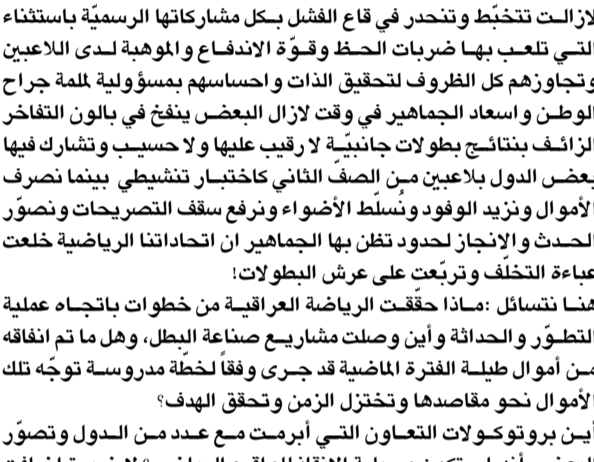 لازالت تتخبّط وتنحدر في قاع الفشل بكل مشاركاتها الرسميّة باستثناء
التي تلعب بها ضربات الحظ وقوّة الاندفاع والموهبة لدى اللاعبين
وتجاوزهم كل الظروف لتحقيق الذات واحساسهم بمسؤولية لملمة جراح
الوطن واسعاد الجماهير في وقت لازال البعض ينفخ في بالون التفاخر
الزائف بنتائج بطولات جانبيّة لا رقيب عليها ولا حسيب وتشارك فيها
بعض الدول بلاعبين من الصفّ الثاني كاختبار تنشيطي بينما نصرف
الأموال ونزيد الوفود ونُسلّط الأضواء ونرفع سقف التصريحات ونصوّر
الحدث والانجاز لحدود تظن بها الجماهير ان اتحاداتنا الرياضية خلعت
عباءة التخلّف وتربّعت على عرش البطولات!
هنا نتسائل :ماذا حقّقت الرياضة العراقية من خطوات باتجاه عملية
التطوّر والحداثة وأين وصلت مشاريع صناعة البطل، وهل ما تم انفاقه
من أموال طيلة الفترة الماضية قد جرى وفقاً لخطّة مدروسة توجّه تلك
الأموال نحو مقاصدها وتختزل الزمن وتحقق الهدف؟
أين بروتوكولات التعاون التي أبرمت مع عدد من الدول وتصوّر